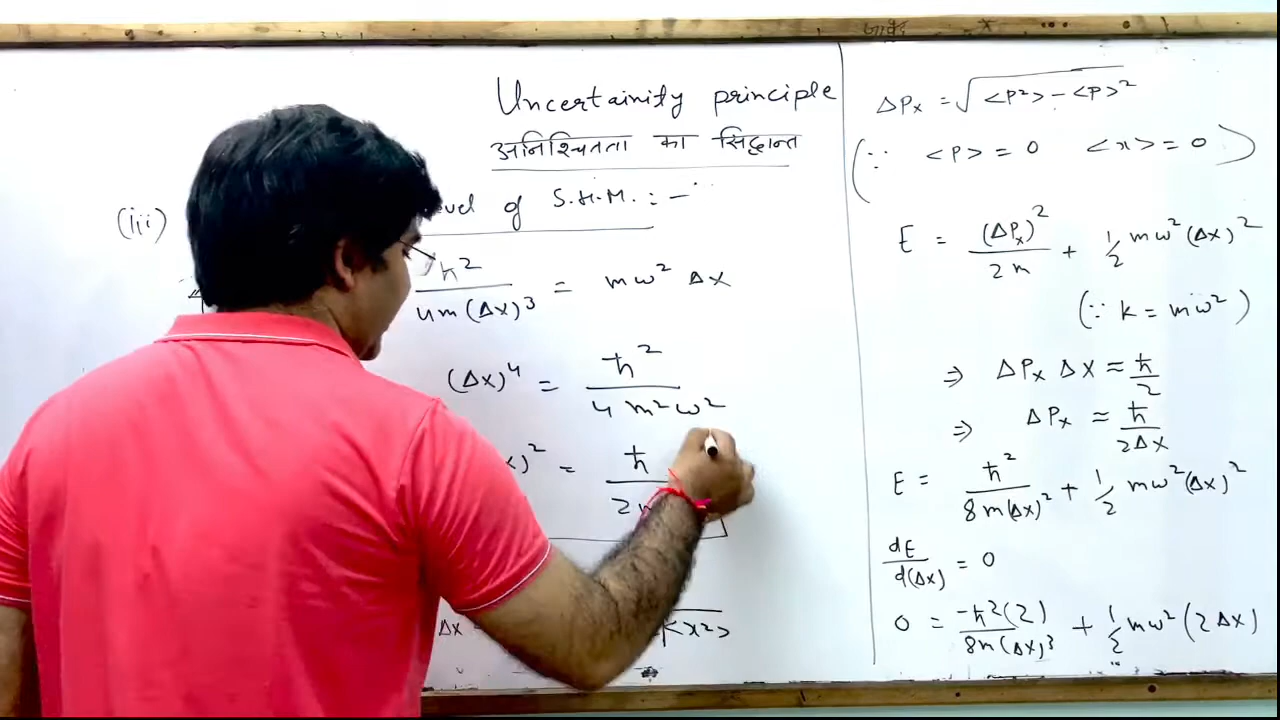 Uncertainity principle
अनिश्चितता का सिद्धान्त
(iii) of S.H.M. : -
ħ² / 4m(Δx)³ = mω² Δx
(Δx)⁴ = ħ² / 4 m²ω²
)² = ħ / 2
Δx = <x²>
ΔPₓ = √(<P²> - <P>²)
(∵ <P> = 0 <x> = 0)
E = (ΔPₓ)² / 2m + 1/2 mω² (Δx)²
(∵ k = mω²)
⇒ ΔPₓ Δx ≈ ħ / 2
⇒ ΔPₓ ≈ ħ / 2Δx
E = ħ² / 8m(Δx)² + 1/2 mω² (Δx)²
dE / d(Δx) = 0
0 = -ħ²(2) / 8m(Δx)³ + 1/2 mω² (2Δx)